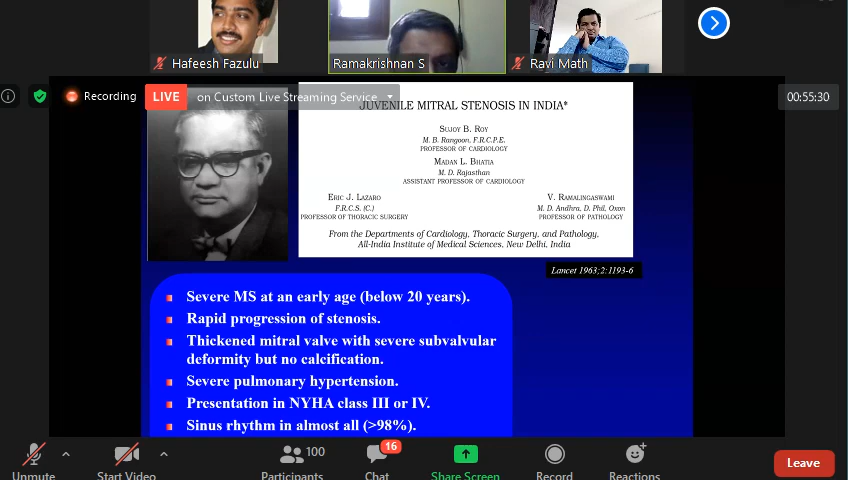 Hafeesh Fazulu
Ramakrishnan S
Ravi Math
Recording
LIVE
on Custom Live Streaming Service
00:55:30
JUVENILE MITRAL STENOSIS IN INDIA*
SUJOY B. ROY
M. B. Rangoon, F.R.C.P.E.
PROFESSOR OF CARDIOLOGY
MADAN L. BHATIA
M. D. Rajasthan
ASSISTANT PROFESSOR OF CARDIOLOGY
ERIC J. LAZARO
F.R.C.S. (C.)
PROFESSOR OF THORACIC SURGERY
V. RAMALINGASWAMI
M. D. Andhra, D. Phil, Oxon
PROFESSOR OF PATHOLOGY
From the Departments of Cardiology, Thoracic Surgery, and Pathology,
All-India Institute of Medical Sciences, New Delhi, India
Lancet 1963;2:1193-6
Severe MS at an early age (below 20 years).
Rapid progression of stenosis.
Thickened mitral valve with severe subvalvular
deformity but no calcification.
Severe pulmonary hypertension.
Presentation in NYHA class III or IV.
Sinus rhythm in almost all (>98%).
100
16
Unmute
Start Video
Participants
Chat
Share Screen
Record
Reactions
Leave